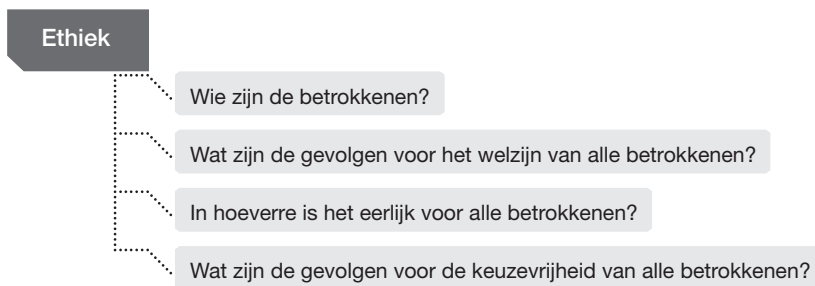 Ethiek
Wie zijn de betrokkenen?
Wat zijn de gevolgen voor het welzijn van alle betrokkenen?
In hoeverre is het eerlijk voor alle betrokkenen?
Wat zijn de gevolgen voor de keuzevrijheid van alle betrokkenen?